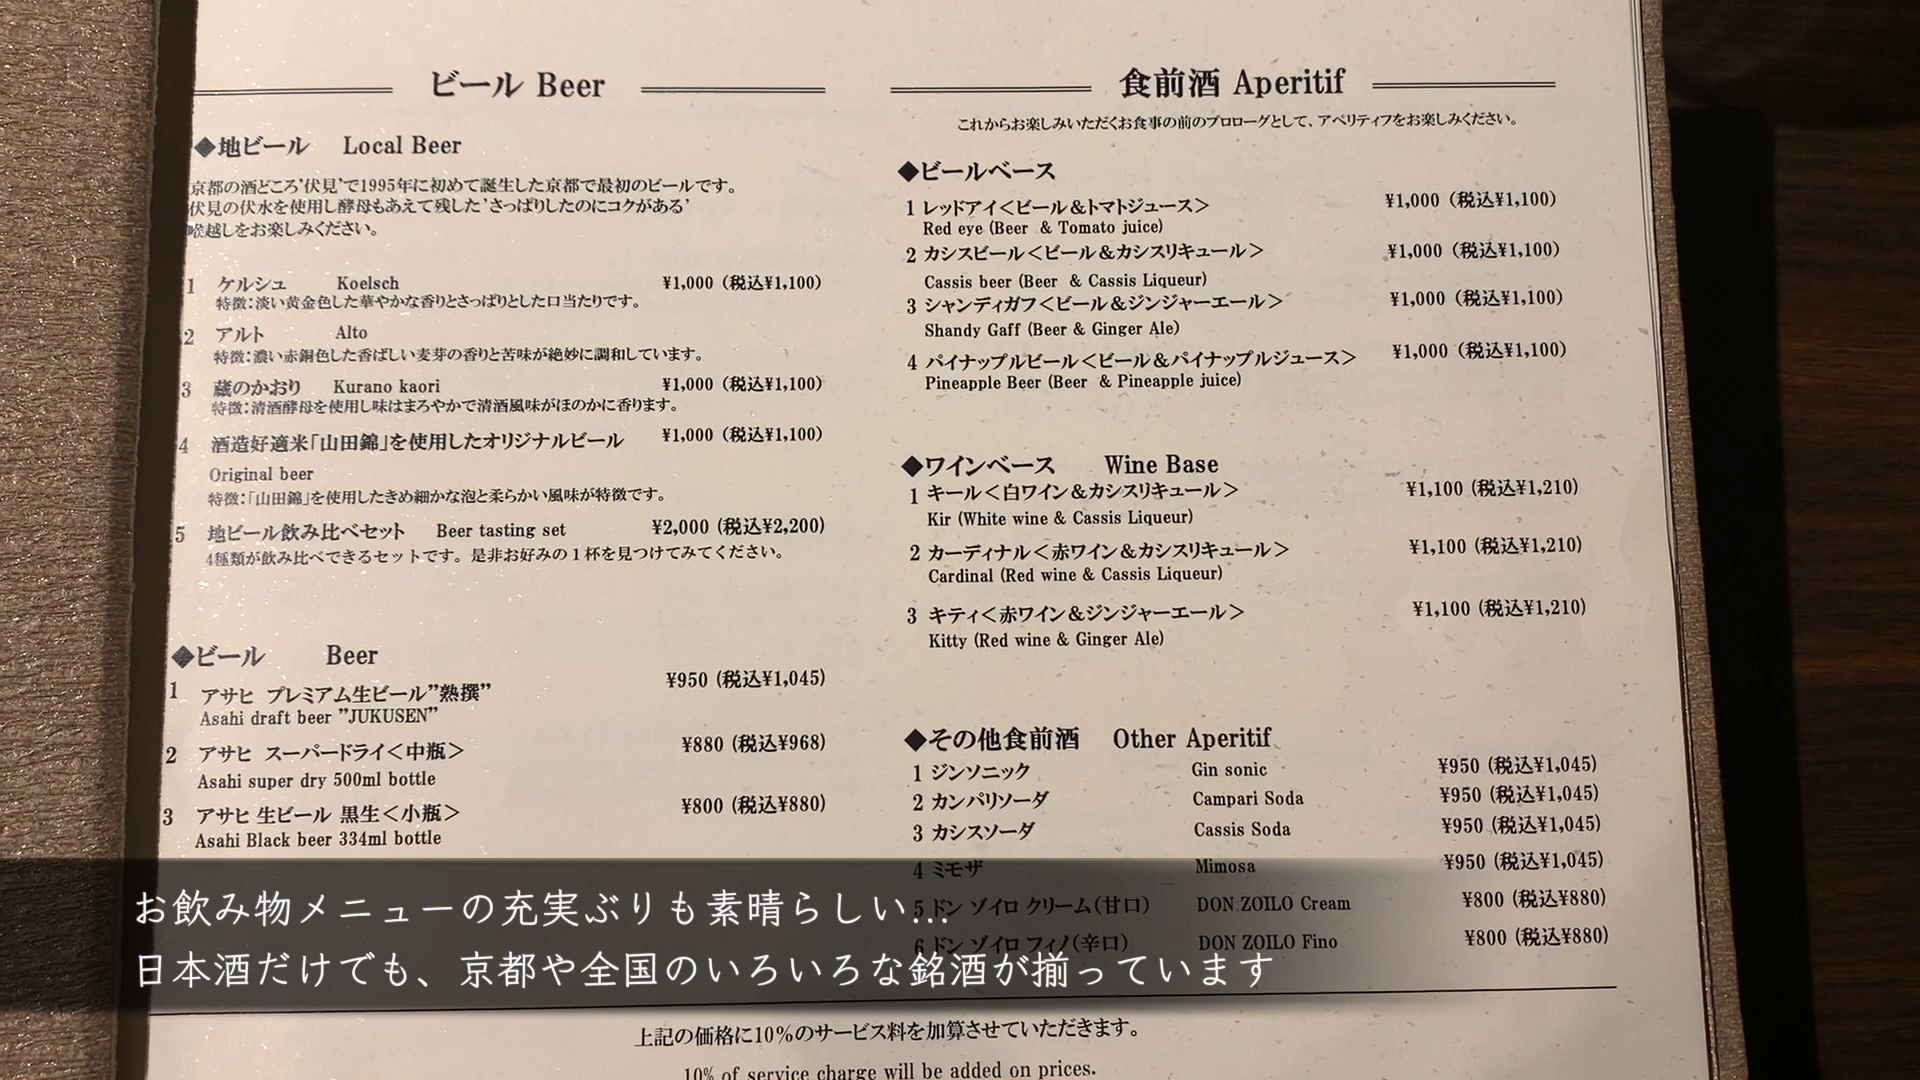 ビール Beer
◆地ビール Local Beer
京都の酒どころ'伏見'で1995年に初めて誕生した京都で最初のビールです。
伏見の伏水を使用し酵母もあえて残した'さっぱりしたのにコクがある'
喉越しをお楽しみください。
1 ケルシュ Koelsch ¥1,000 (税込¥1,100)
特徴:淡い黄金色した華やかな香りとさっぱりとした口当たりです。
2 アルト Alto
特徴:濃い赤銅色した香ばしい麦芽の香りと苦味が絶妙に調和しています。
3 蔵のかおり Kurano kaori ¥1,000 (税込¥1,100)
特徴:清酒酵母を使用し味はまろやかで清酒風味がほのかに香ります。
4 酒造好適米「山田錦」を使用したオリジナルビール ¥1,000 (税込¥1,100)
Original beer
特徴:「山田錦」を使用したきめ細かな泡と柔らかい風味が特徴です。
5 地ビール飲み比べセット Beer tasting set ¥2,000 (税込¥2,200)
4種類が飲み比べできるセットです。是非お好みの1杯を見つけてみてください。
◆ビール Beer
1 アサヒ プレミアム生ビール"熟撰" ¥950 (税込¥1,045)
Asahi draft beer "JUKUSEN"
2 アサヒ スーパードライ<中瓶> ¥880 (税込¥968)
Asahi super dry 500ml bottle
3 アサヒ 生ビール 黒生<小瓶> ¥800 (税込¥880)
Asahi Black beer 334ml bottle
食前酒 Aperitif
これからお楽しみいただくお食事の前のプロローグとして、アペリティフをお楽しみください。
◆ビールベース
1 レッドアイ<ビール&トマトジュース> ¥1,000 (税込¥1,100)
Red eye (Beer & Tomato juice)
2 カシスビール<ビール&カシスリキュール> ¥1,000 (税込¥1,100)
Cassis beer (Beer & Cassis Liqueur)
3 シャンディガフ<ビール&ジンジャーエール> ¥1,000 (税込¥1,100)
Shandy Gaff (Beer & Ginger Ale)
4 パイナップルビール<ビール&パイナップルジュース> ¥1,000 (税込¥1,100)
Pineapple Beer (Beer & Pineapple juice)
◆ワインベース Wine Base
1 キール<白ワイン&カシスリキュール> ¥1,100 (税込¥1,210)
Kir (White wine & Cassis Liqueur)
2 カーディナル<赤ワイン&カシスリキュール> ¥1,100 (税込¥1,210)
Cardinal (Red wine & Cassis Liqueur)
3 キティ<赤ワイン&ジンジャーエール> ¥1,100 (税込¥1,210)
Kitty (Red wine & Ginger Ale)
◆その他食前酒 Other Aperitif
1 ジンソニック Gin sonic ¥950 (税込¥1,045)
2 カンパリソーダ Campari Soda ¥950 (税込¥1,045)
3 カシスソーダ Cassis Soda ¥950 (税込¥1,045)
4 ミモザ Mimosa ¥950 (税込¥1,045)
5 ドン ゾイロ クリーム(甘口) DON ZOILO Cream ¥800 (税込¥880)
6 ドン ゾイロ フィノ(辛口) DON ZOILO Fino ¥800 (税込¥880)
お飲み物メニューの充実ぶりも素晴らしい...
日本酒だけでも、京都や全国のいろいろな銘酒が揃っています
上記の価格に10%のサービス料を加算させていただきます。
10% of service charge will be added on prices.